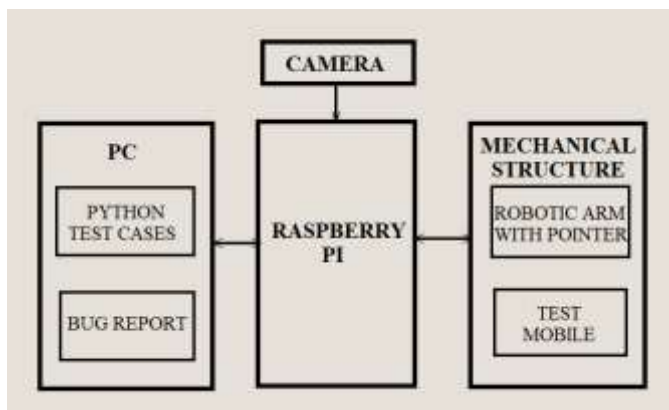 CAMERA
PC
PYTHON
TEST CASES
BUG REPORT
RASPBERRY
PI
MECHANICAL
STRUCTURE
ROBOTIC ARM
WITH POINTER
TEST
MOBILE